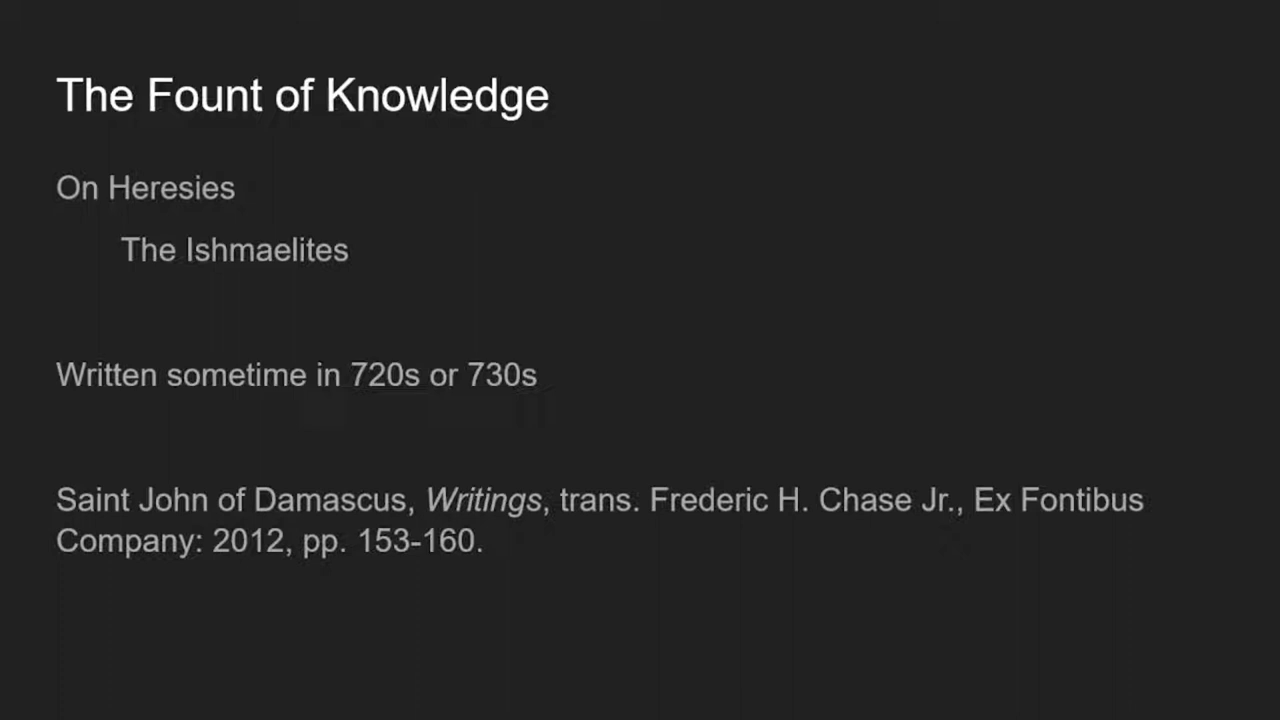 The Fount of Knowledge
On Heresies
The Ishmaelites
Written sometime in 720s or 730s
Saint John of Damascus, Writings, trans. Frederic H. Chase Jr., Ex Fontibus
Company: 2012, pp. 153-160.